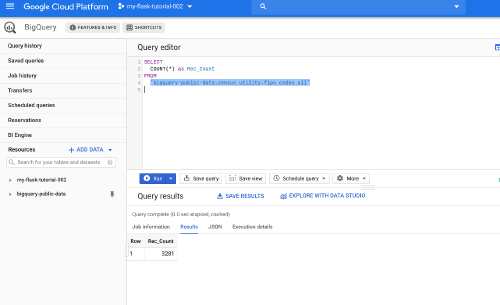 Google Cloud Platform
my-flask-tutorial-002
BigQuery
FEATURES & INFO
SHORTCUTS
Query history
Saved queries
Job history
Transfers
Scheduled queries
Reservations
BI Engine
Resources
+ ADD DATA
Search for your tables and datasets
my-flask-tutorial-002
bigquery-public-data
Query editor
1 SELECT
2 COUNT(*) as Rec_Count
3 FROM
4 `bigquery-public-data.census_utility.fips_codes_all`
5
Run
Save query
Save view
Schedule query
More
Query results
SAVE RESULTS
EXPLORE WITH DATA STUDIO
Query complete (0.0 sec elapsed, cached)
Job information
Results
JSON
Execution details
Row Rec_Count
1 3281